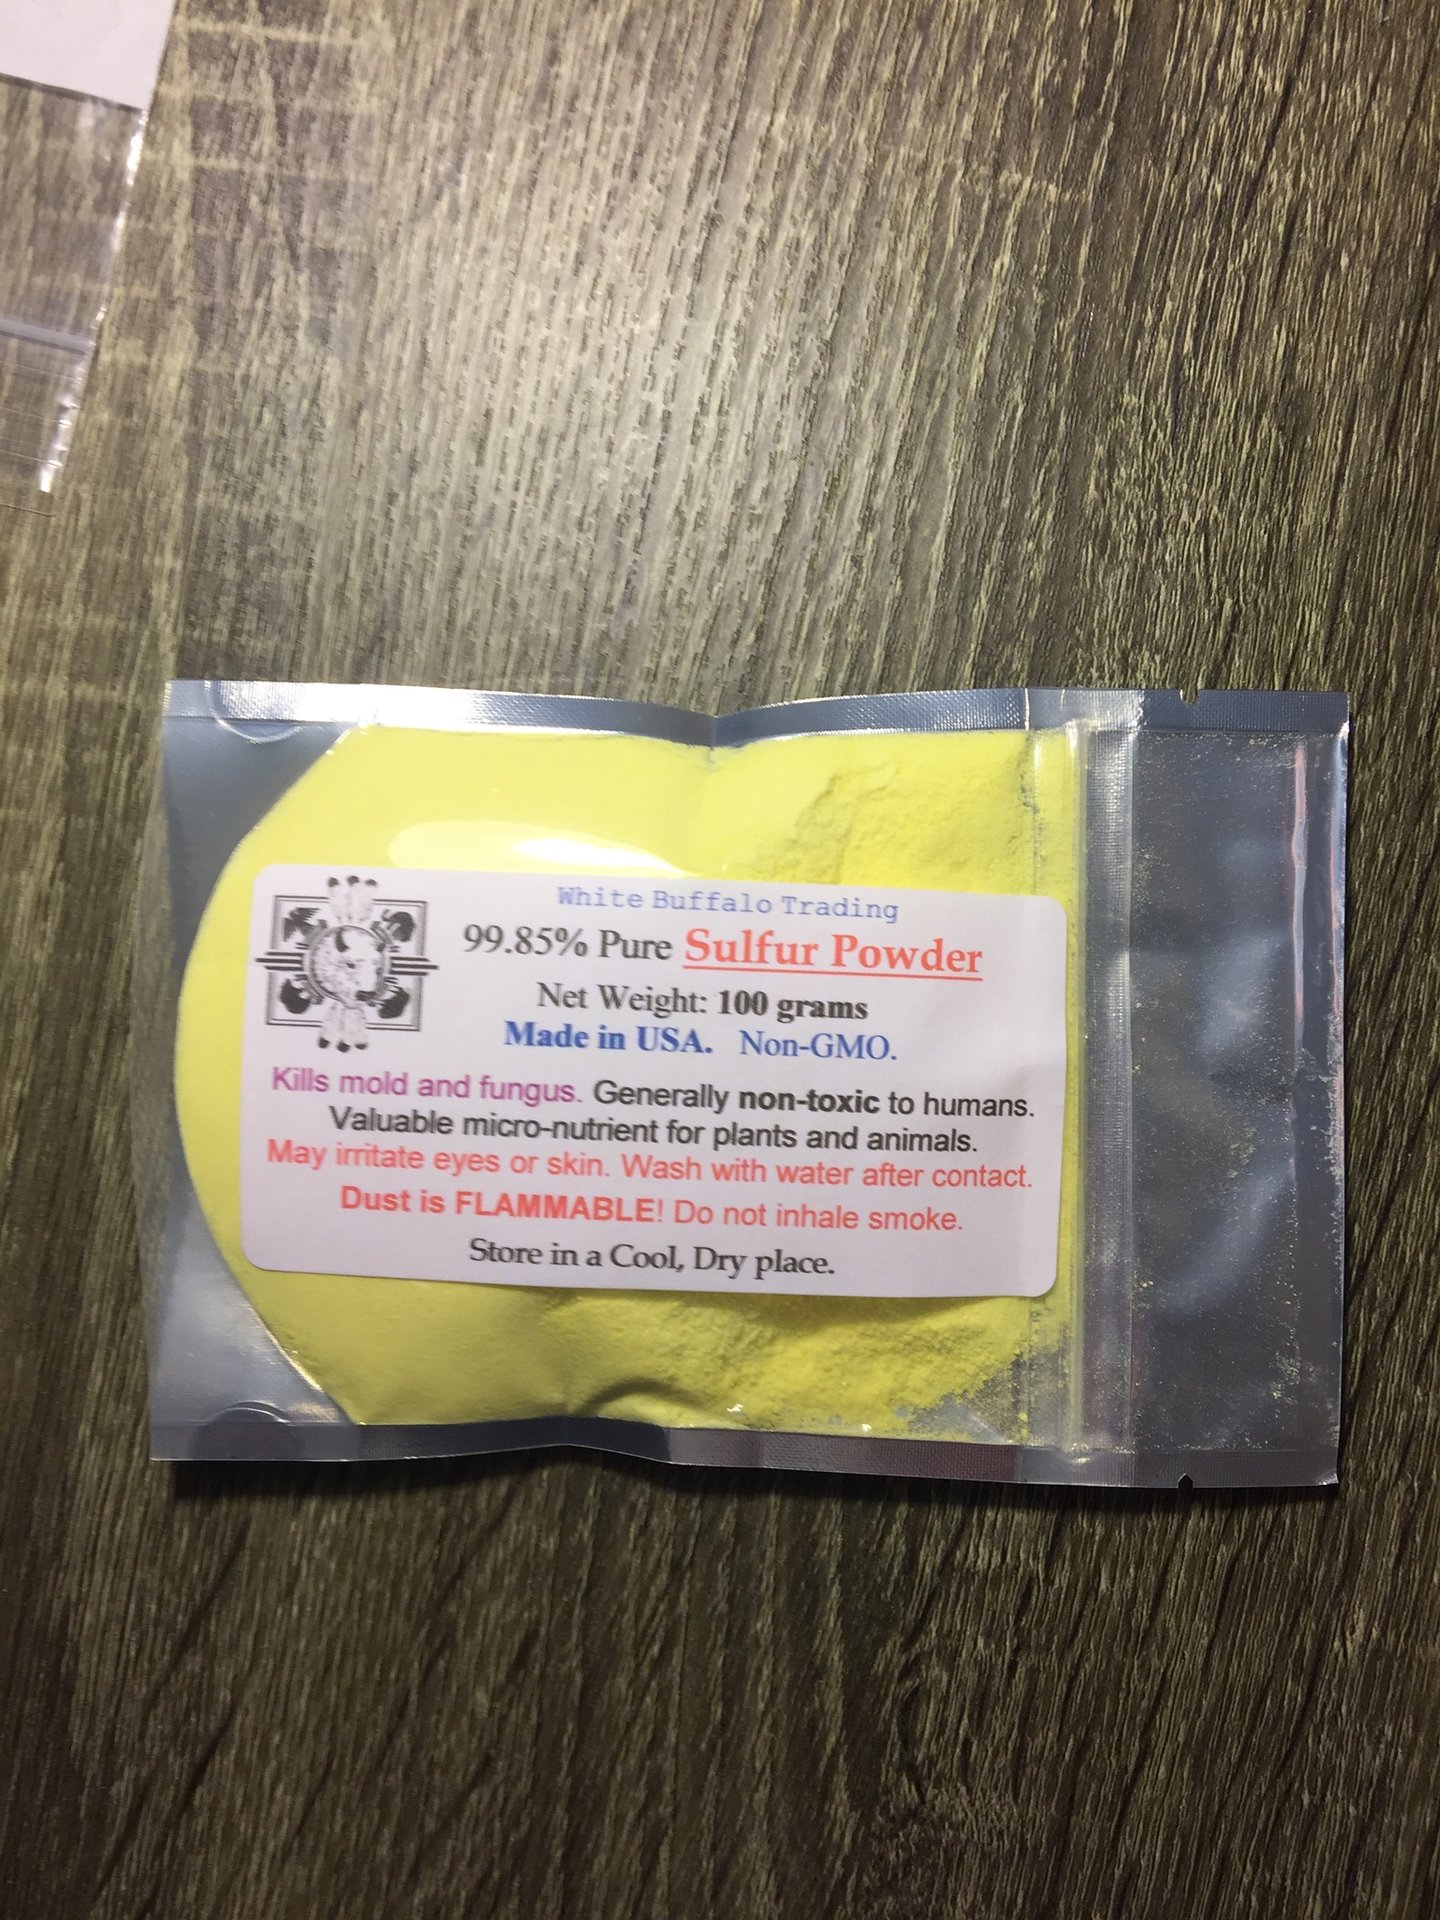 White Buffalo Trading
99.85% Pure Sulfur Powder
Net Weight: 100 grams
Made in USA. Non-GMO.
Kills mold and fungus. Generally non-toxic to humans.
Valuable micro-nutrient for plants and animals.
May irritate eyes or skin. Wash with water after contact.
Dust is FLAMMABLE! Do not inhale smoke.
Store in a Cool, Dry place.